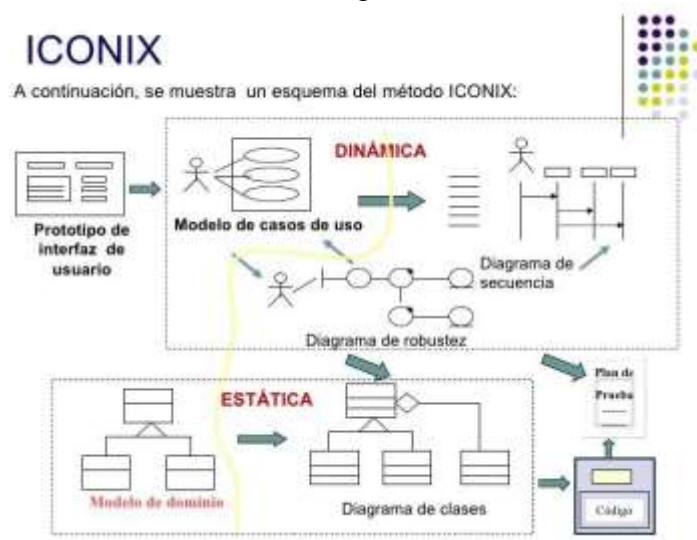 ICONIX
A continuación, se muestra un esquema del método ICONIX:
DINÁMICA
Modelo de casos de uso
Prototipo de
interfaz de
usuario
Diagrama de
secuencia
Diagrama de robustez
Plan de
Prueba
ESTÁTICA
Modelo de dominio
Diagrama de clases
Código